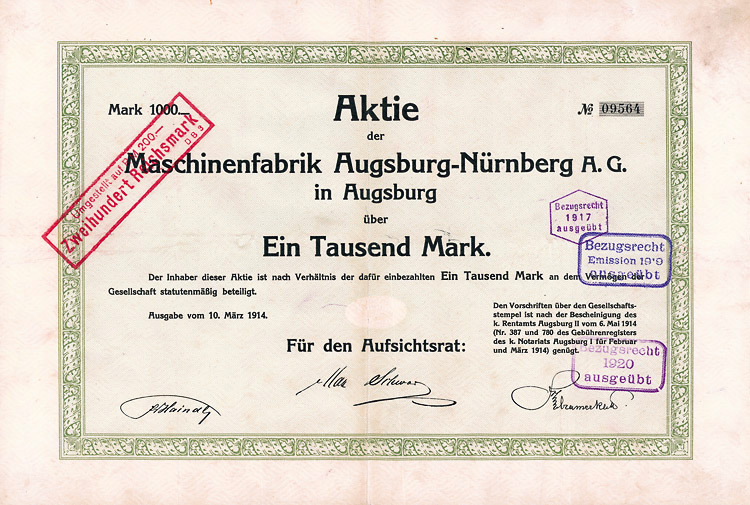 Mark 1000.—
Aktie
№ 09564
der
Maschinenfabrik Augsburg-Nürnberg A. G.
in Augsburg
über
Ein Tausend Mark.
Umgestellt auf RM 200.—
Zweihundert Reichsmark
DB3
Bezugsrecht
1917
ausgeübt
Bezugsrecht
Emission 1919
ausgeübt
Der Inhaber dieser Aktie ist nach Verhältnis der dafür einbezahlten Ein Tausend Mark an dem Vermögen der
Gesellschaft statutenmäßig beteiligt.
Ausgabe vom 10. März 1914.
Den Vorschriften über den Gesellschafts-
stempel ist nach der Bescheinigung des
k. Rentamts Augsburg II vom 6. Mai 1914
(Nr. 387 und 780 des Gebührenregisters
des k. Notariats Augsburg I für Februar
und März 1914) genügt.
Bezugsrecht
1920
ausgeübt
Für den Aufsichtsrat: